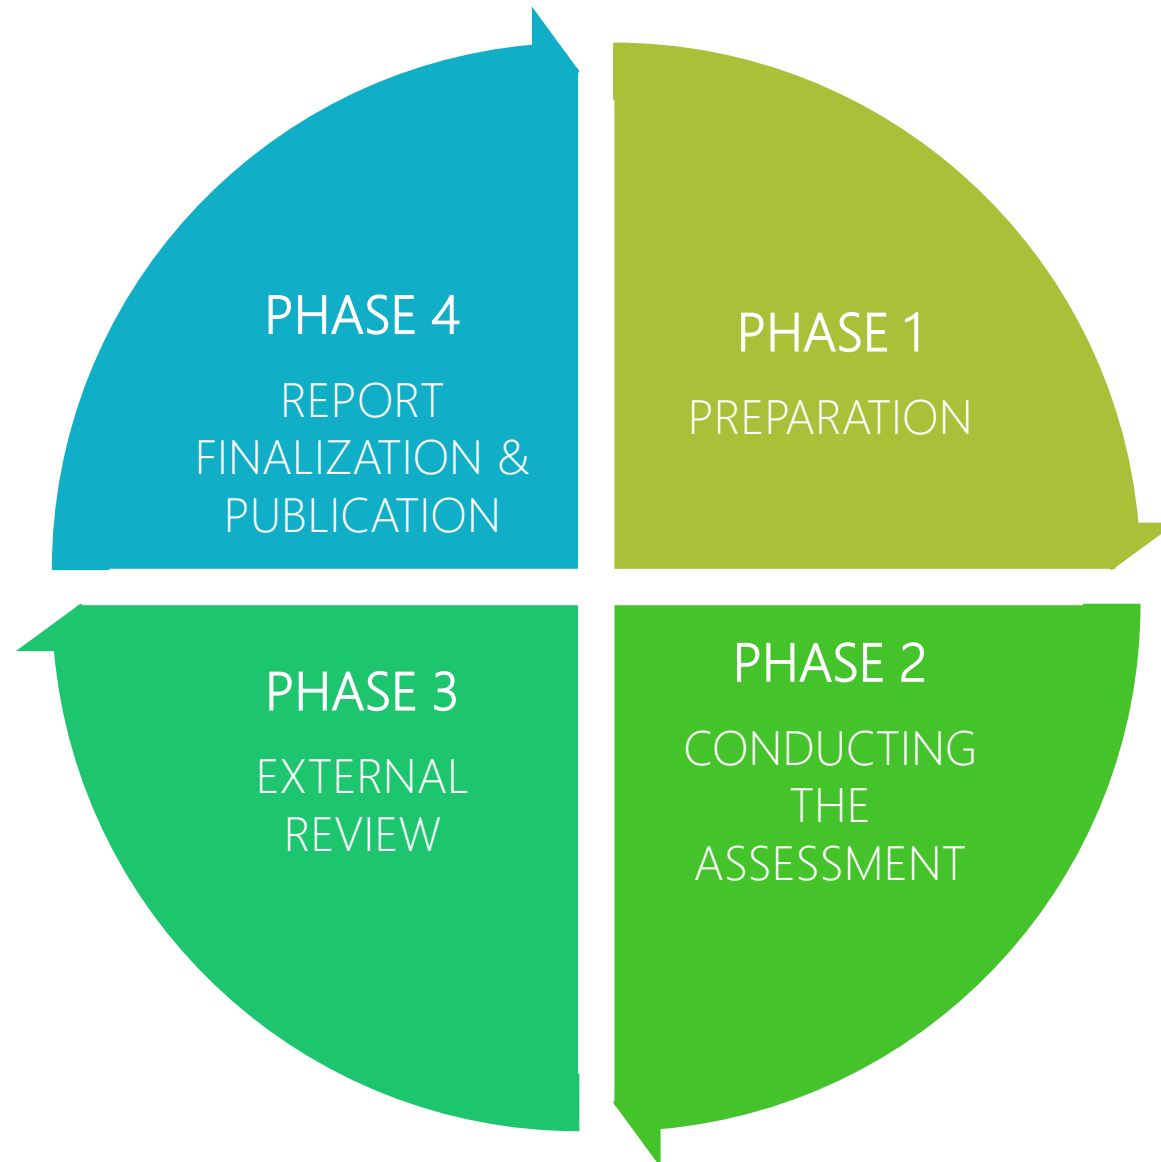 PHASE 1
PREPARATION
PHASE 2
CONDUCTING
THE
ASSESSMENT
PHASE 3
EXTERNAL
REVIEW
PHASE 4
REPORT
FINALIZATION &
PUBLICATION